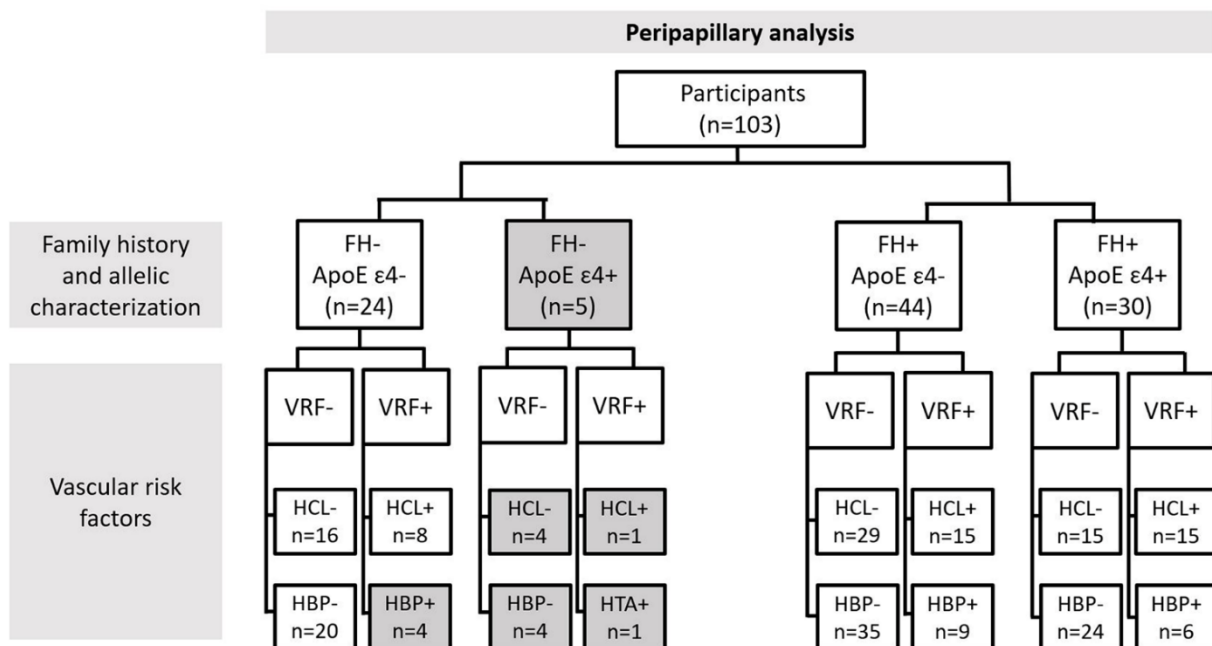 Peripapillary analysis
Participants
(n=103)
Family history
and allelic
characterization
FH-
ApoE ε4-
(n=24)
FH-
ApoE ε4+
(n=5)
FH+
ApoE ε4-
(n=44)
FH+
ApoE ε4+
(n=30)
Vascular risk
factors
VRF-
VRF+
VRF-
VRF+
VRF-
VRF+
VRF-
VRF+
HCL-
n=16
HCL+
n=8
HCL-
n=4
HCL+
n=1
HCL-
n=29
HCL+
n=15
HCL-
n=15
HCL+
n=15
HBP-
n=20
HBP+
n=4
HBP-
n=4
HTA+
n=1
HBP-
n=35
HBP+
n=9
HBP-
n=24
HBP+
n=6